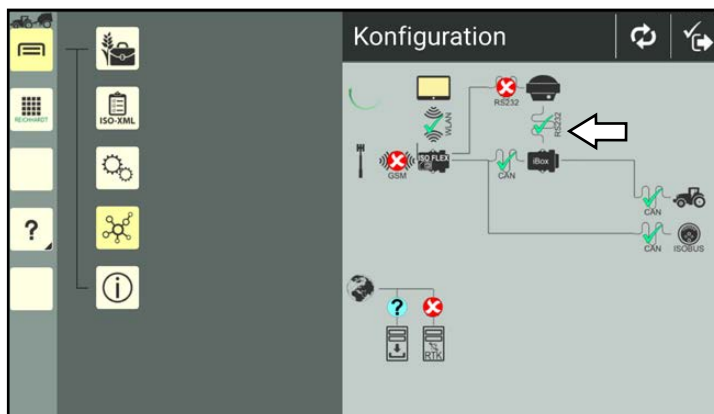 Konfiguration
REICHHARDT
ISO-XML
?
RS232
WLAN
RS232
GSM
ISO FLEX
CAN
iBox
CAN
CAN
ISOBUS
?
RTK